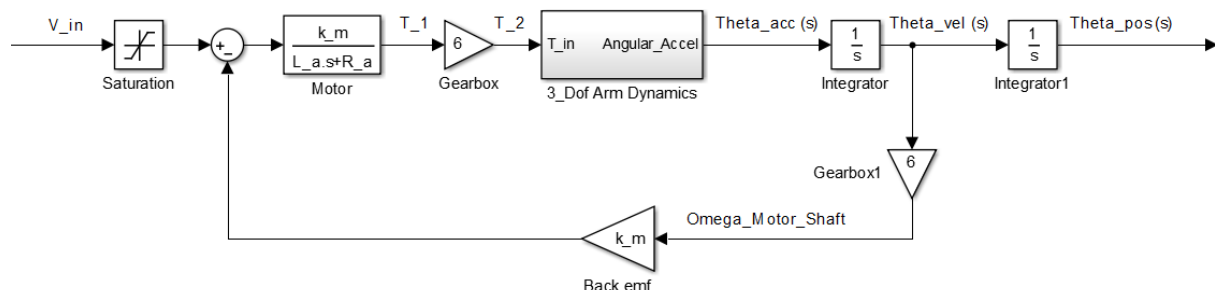 V_in
Saturation
+
−
k_m
L_a.s+R_a
Motor
T_1
6
Gearbox
T_2
T_in
Angular_Accel
3_Dof Arm Dynamics
Theta_acc (s)
1
s
Integrator
Theta_vel (s)
1
s
Integrator1
Theta_pos(s)
6
Gearbox1
Omega_Motor_Shaft
k_m
Back emf